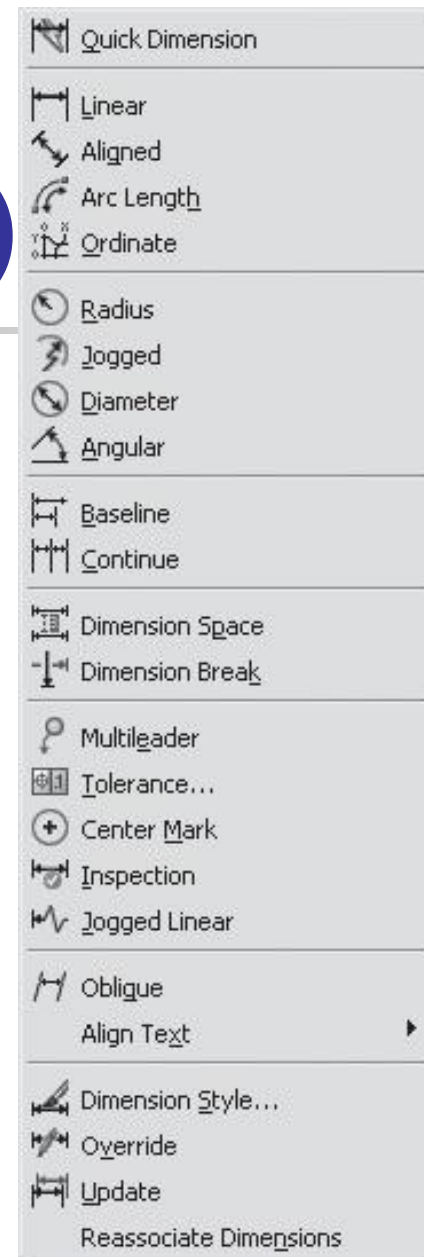 Quick Dimension
Linear
Aligned
Arc Length
Ordinate
Radius
Jogged
Diameter
Angular
Baseline
Continue
Dimension Space
Dimension Break
Multileader
Tolerance...
Center Mark
Inspection
Jogged Linear
Oblique
Align Text
Dimension Style...
Override
Update
Reassociate Dimensions